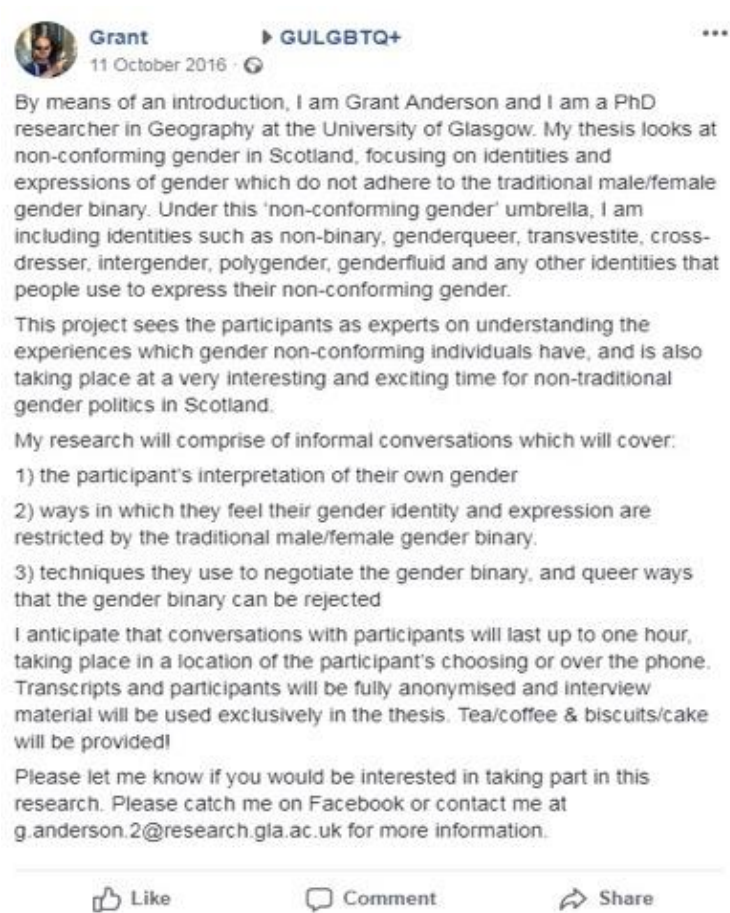 Grant ▶ GULGBTQ+
11 October 2016 ·
By means of an introduction, I am Grant Anderson and I am a PhD
researcher in Geography at the University of Glasgow. My thesis looks at
non-conforming gender in Scotland, focusing on identities and
expressions of gender which do not adhere to the traditional male/female
gender binary. Under this 'non-conforming gender' umbrella, I am
including identities such as non-binary, genderqueer, transvestite, cross-
dresser, intergender, polygender, genderfluid and any other identities that
people use to express their non-conforming gender.
This project sees the participants as experts on understanding the
experiences which gender non-conforming individuals have, and is also
taking place at a very interesting and exciting time for non-traditional
gender politics in Scotland.
My research will comprise of informal conversations which will cover:
1) the participant's interpretation of their own gender
2) ways in which they feel their gender identity and expression are
restricted by the traditional male/female gender binary.
3) techniques they use to negotiate the gender binary, and queer ways
that the gender binary can be rejected
I anticipate that conversations with participants will last up to one hour,
taking place in a location of the participant's choosing or over the phone.
Transcripts and participants will be fully anonymised and interview
material will be used exclusively in the thesis. Tea/coffee & biscuits/cake
will be provided!
Please let me know if you would be interested in taking part in this
research. Please catch me on Facebook or contact me at
g.anderson.2@research.gla.ac.uk for more information.
Like Comment Share